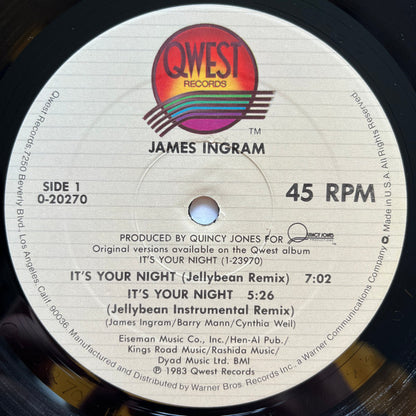 QWEST
RECORDS
TM
JAMES INGRAM
SIDE 1
0-20270
45 RPM
PRODUCED BY QUINCY JONES FOR QUINCY JONES
Original versions available on the Qwest album
IT'S YOUR NIGHT (1-23970)
IT'S YOUR NIGHT (Jellybean Remix) 7:02
IT'S YOUR NIGHT 5:26
(Jellybean Instrumental Remix)
(James Ingram/Barry Mann/Cynthia Weil)
Eiseman Music Co., Inc./Hen-Al Pub./
Kings Road Music/Rashida Music/
Dyad Music Ltd. BMI
℗ 1983 Qwest Records
Qwest Records, 7250 Beverly Blvd., Los Angeles, Calif. 90036. Manufactured and Distributed by Warner Bros. Records Inc., a Warner Communications Company Made in U.S.A. All Rights Reserved.